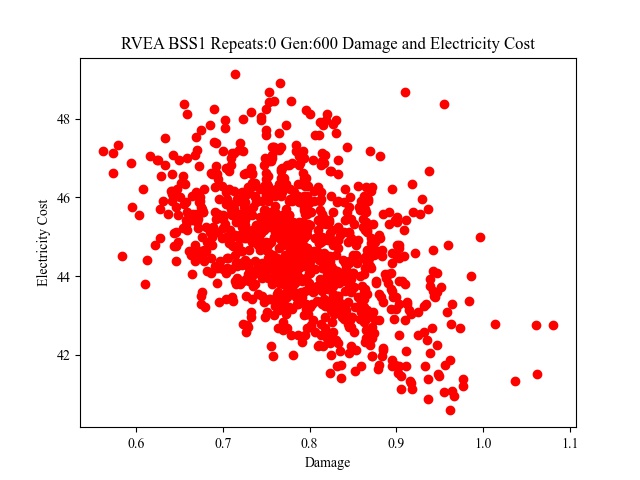 RVEA BSS1 Repeats:0 Gen:600 Damage and Electricity Cost
48
46
44
42
Electricity Cost
0.6 0.7 0.8 0.9 1.0 1.1
Damage